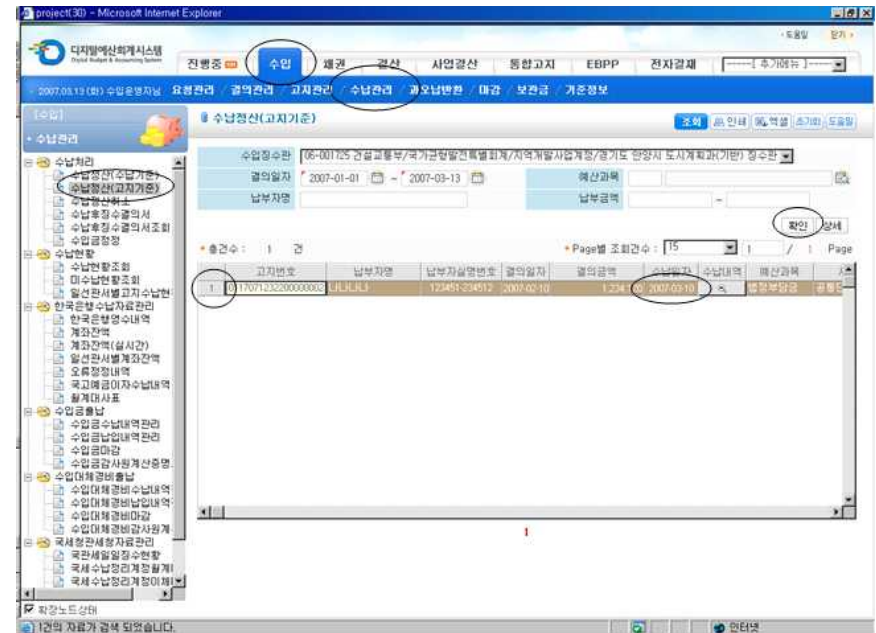 project(30) - Microsoft Internet Explorer
도움말 닫기
디지털예산회계시스템
Digital Budget & Accounting System
진행중 수입 채권 결산 사업결산 통합고지 EBPP 전자결재 [추가메뉴]
2007.03.13 (화) 수입운영자님 요청관리 / 결의관리 / 고지관리 / 수납관리 / 과오납반환 / 마감 / 보관금 / 기준정보
[수입]
수납관리
수납정산(고지기준)
조회 인쇄 엑셀 초기화 도움말
수입징수관 [06-001725 건설교통부/국가균형발전특별회계/지역개발사업계정/경기도 안양시 도시계획과(기반) 징수관
결의일자 2007-01-01 ~ 2007-03-13 예산과목
납부자명 납부금액 ~
확인 상세
총건수 : 1 건
Page별 조회건수 : 15 1 / 1 Page
고지번호 납부자명 납부자실명번호 결의일자 결의금액 수납일자 수납내역 예산과목
1 123451-234512 2007-02-10 2007-03-10 법정부담금
1
수납처리
수납정산(수납기준)
수납정산(고지기준)
수납정산취소
수납후징수결의서
수납후징수결의서조회
수입금정정
수납현황
수납현황조회
미수납현황조회
일선관서별고지수납현
한국은행수납자료관리
한국은행영수내역
계좌잔액
계좌잔액(실시간)
일선관서별계좌잔액
오류정정내역
국고예금이자수납내역
월계대사표
수입금출납
수입금수납내역관리
수입금납입내역관리
수입금마감
수입금감사원계산증명
수입대체경비출납
수입대체경비수납내역
수입대체경비납입내역
수입대체경비마감
수입대체경비감사원계
국세청관세청자료관리
국관세일일징수현황
국세수납정리계정월계
국세수납정리계정이체
확장노드상태
1건의 자료가 검색 되었습니다.
인터넷